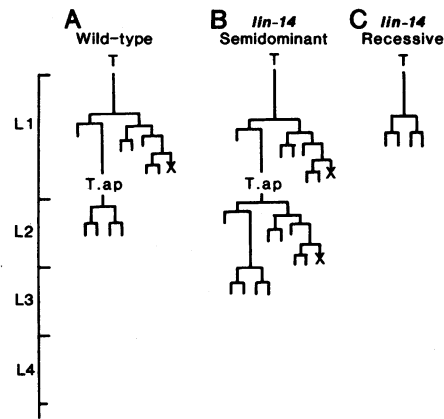 A
Wild-type
T
T.ap
X
B
lin-14
Semidominant
T
X
T.ap
X
C
lin-14
Recessive
T
L1
L2
L3
L4